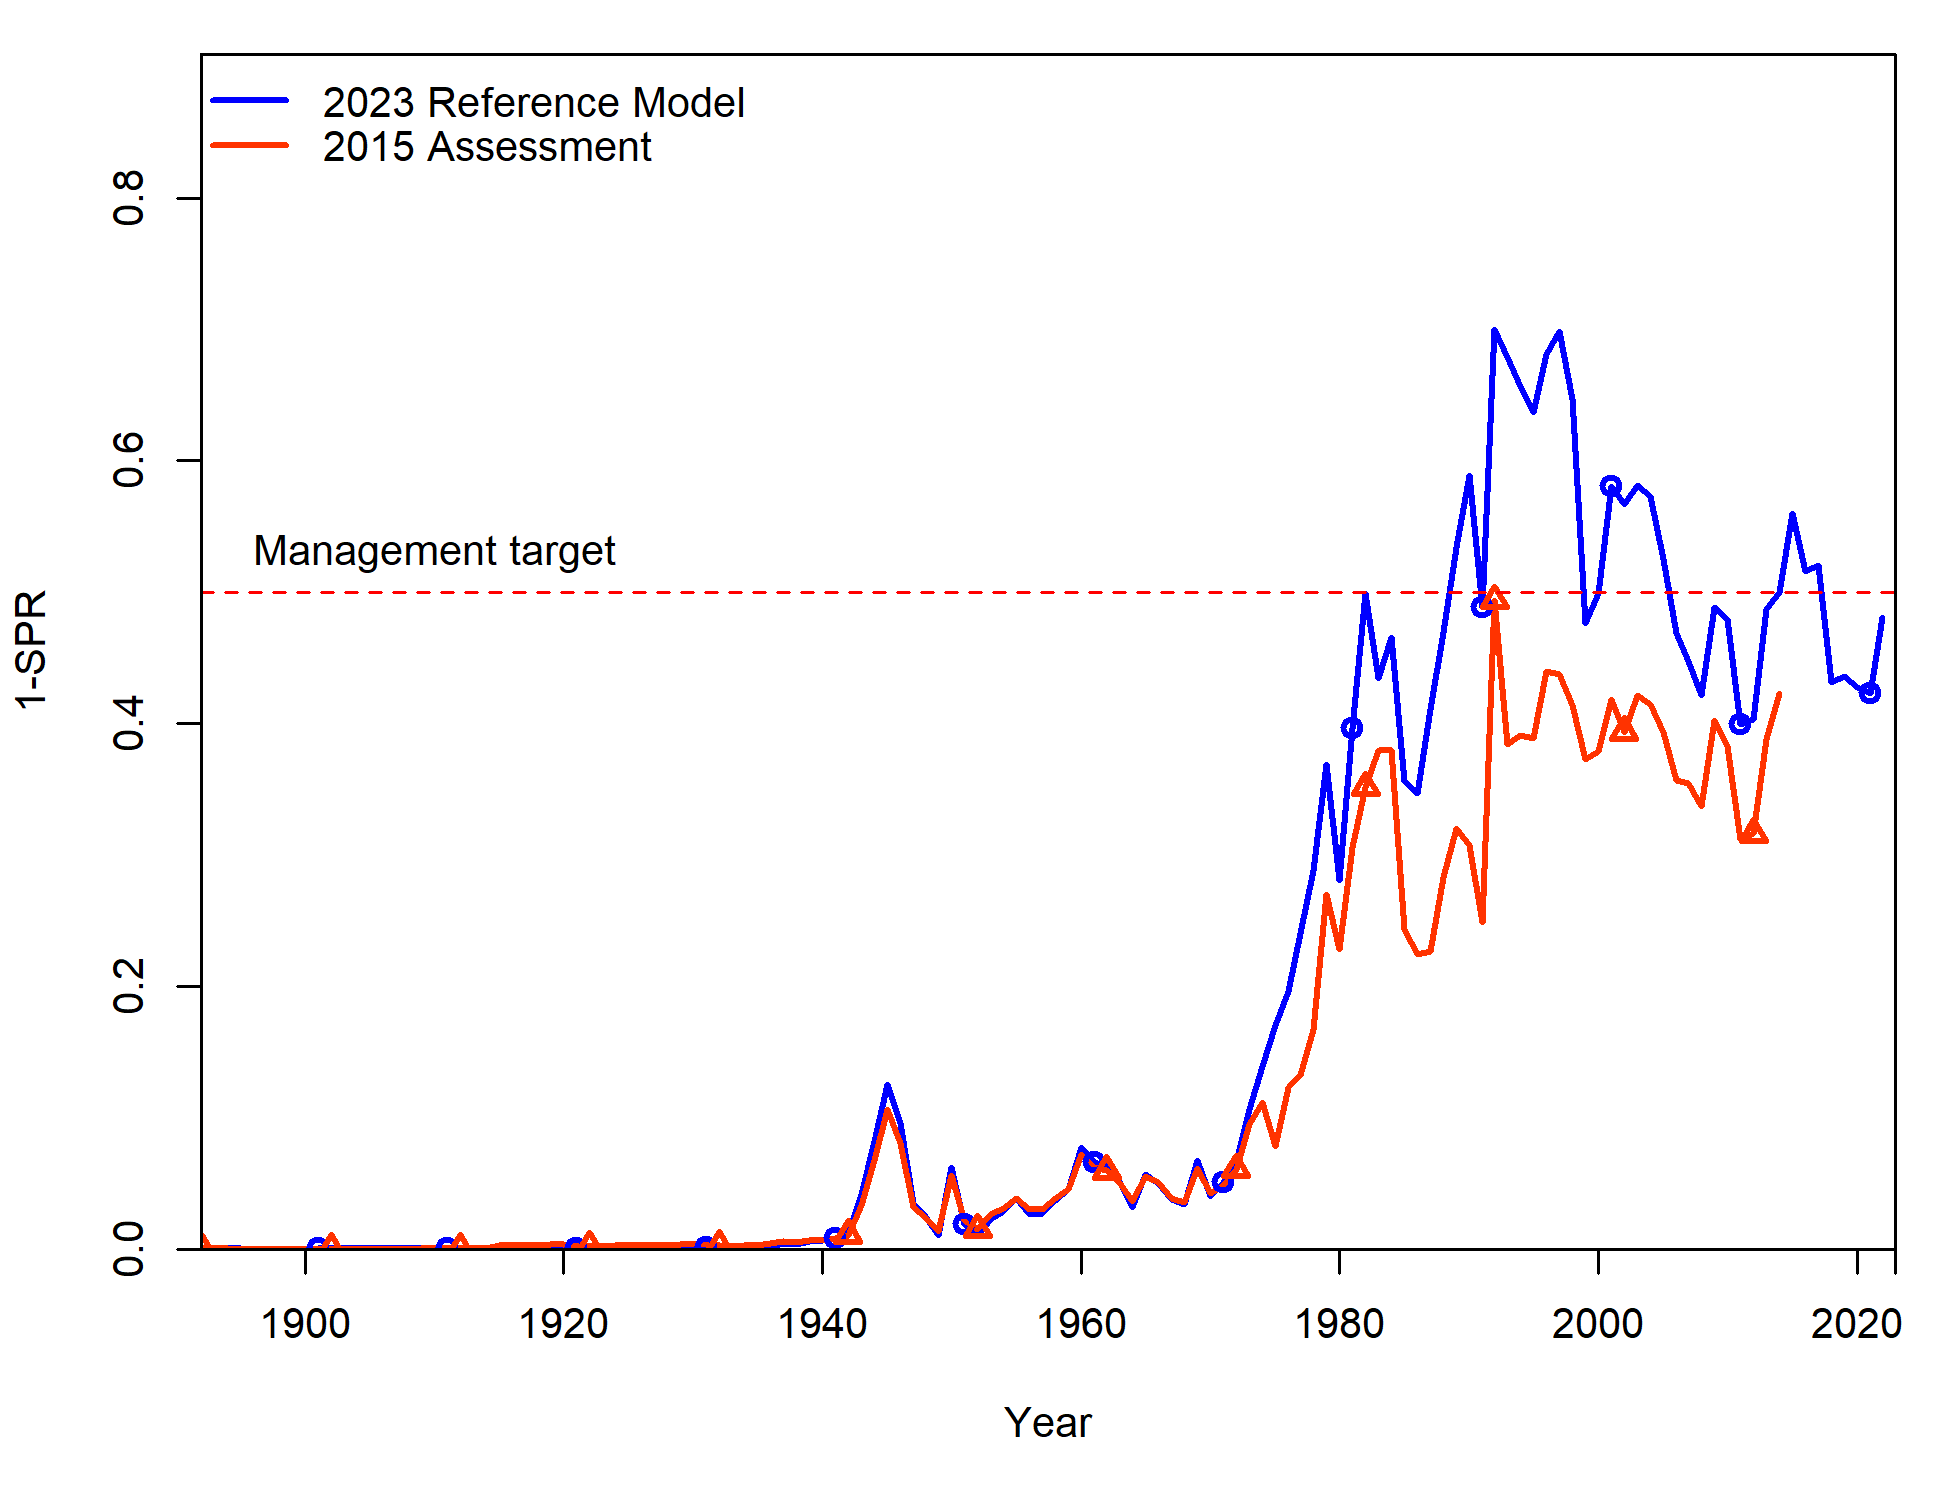 2023 Reference Model
2015 Assessment
0.8
0.6
Management target
1-SPR
0.4
0.2
0.0
1900 1920 1940 1960 1980 2000 2020
Year